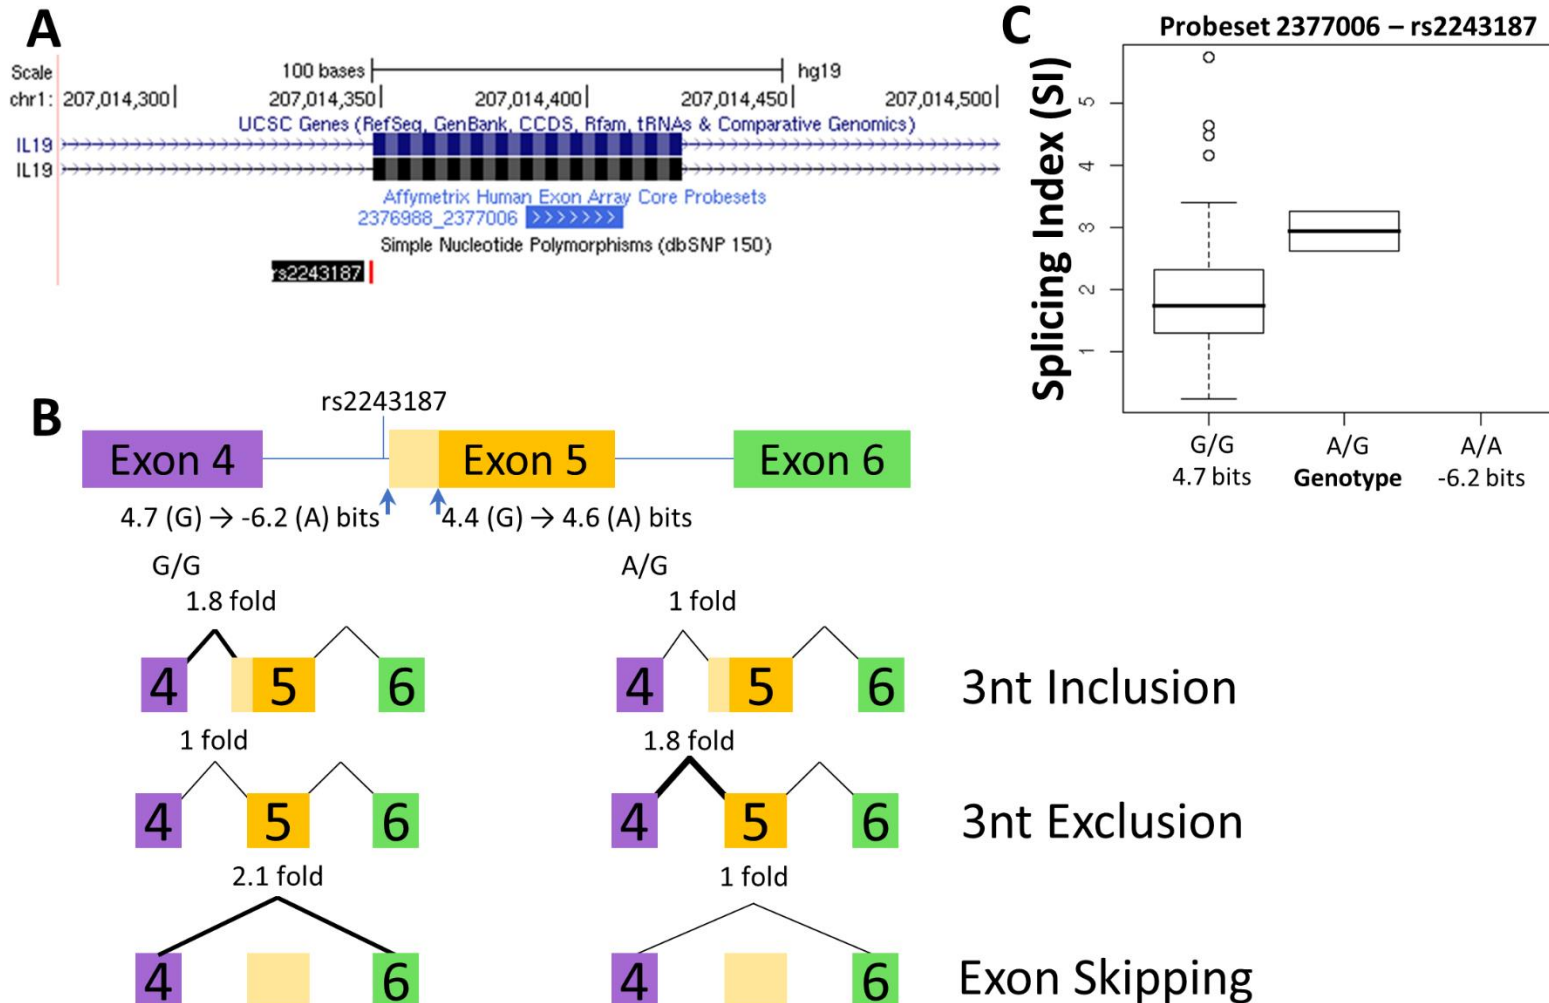 A
Scale
100 bases
hg19
chr1:
207,014,300
207,014,350
207,014,400
207,014,450
207,014,500
UCSC Genes (RefSeq, GenBank, CCDS, Rfam, tRNAs & Comparative Genomics)
IL19
IL19
Affymetrix Human Exon Array Core Probesets
2376988_2377006
Simple Nucleotide Polymorphisms (dbSNP 150)
rs2243187
B
rs2243187
Exon 4
Exon 5
Exon 6
4.7 (G) → -6.2 (A) bits
4.4 (G) → 4.6 (A) bits
G/G
A/G
1.8 fold
1 fold
4 5 6
4 5 6
3nt Inclusion
1 fold
1.8 fold
4 5 6
4 5 6
3nt Exclusion
2.1 fold
1 fold
4 6
4 6
Exon Skipping
C
Probeset 2377006 – rs2243187
Splicing Index (SI)
5
4
3
2
1
G/G
A/G
A/A
4.7 bits
Genotype
-6.2 bits